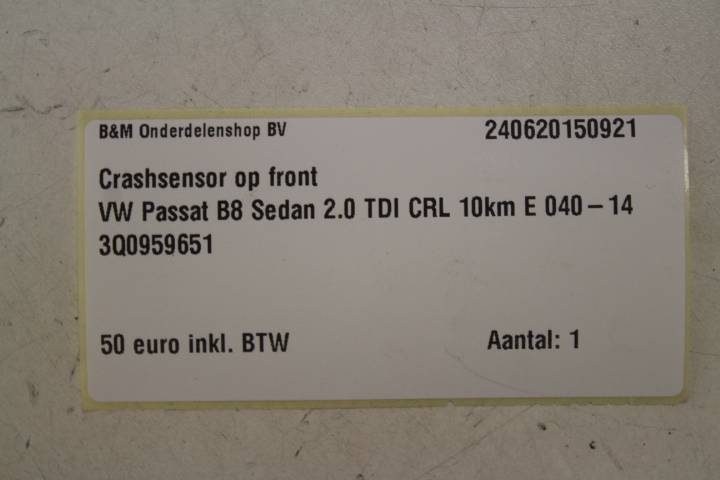 B&M Onderdelenshop BV 240620150921
Crashsensor op front
VW Passat B8 Sedan 2.0 TDI CRL 10km E 040-14
3Q0959651
50 euro inkl. BTW Aantal: 1